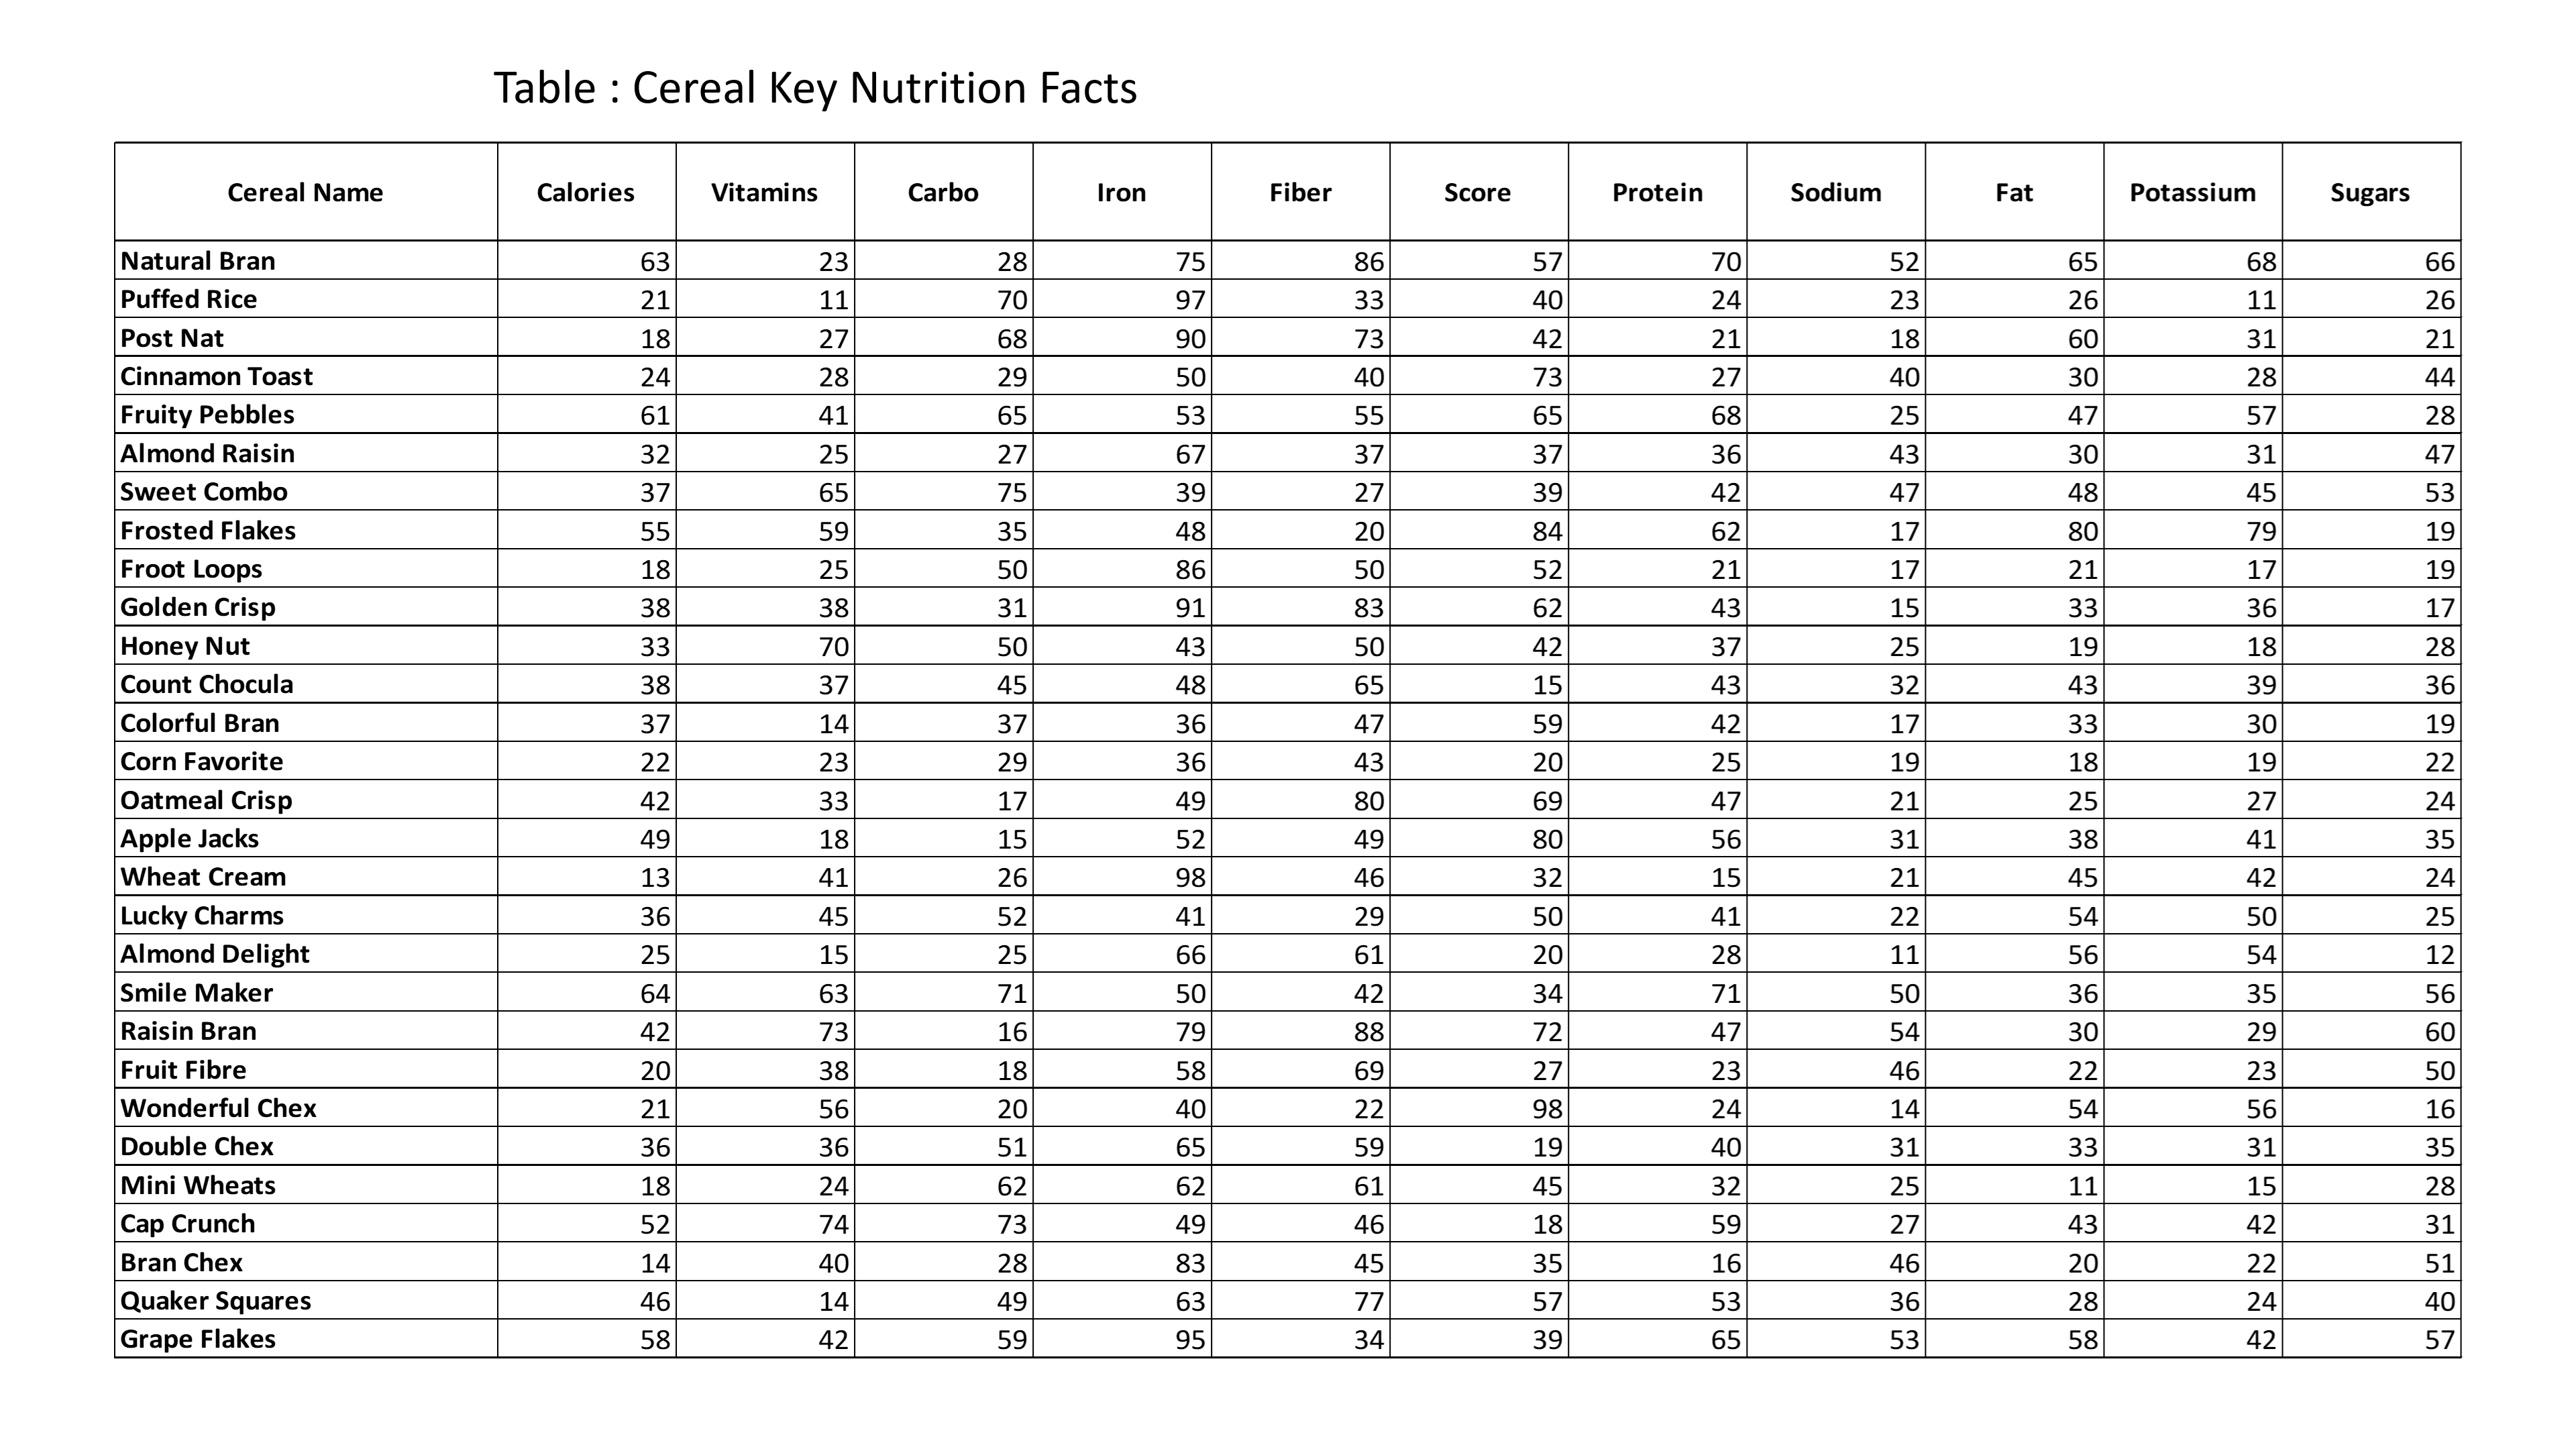 Table : Cereal Key Nutrition Facts
Cereal Name Calories Vitamins Carbo Iron Fiber Score Protein Sodium Fat Potassium Sugars
Natural Bran 63 23 28 75 86 57 70 52 65 68 66
Puffed Rice 21 11 70 97 33 40 24 23 26 11 26
Post Nat 18 27 68 90 73 42 21 18 60 31 21
Cinnamon Toast 24 28 29 50 40 73 27 40 30 28 44
Fruity Pebbles 61 41 65 53 55 65 68 25 47 57 28
Almond Raisin 32 25 27 67 37 37 36 43 30 31 47
Sweet Combo 37 65 75 39 27 39 42 47 48 45 53
Frosted Flakes 55 59 35 48 20 84 62 17 80 79 19
Froot Loops 18 25 50 86 50 52 21 17 21 17 19
Golden Crisp 38 38 31 91 83 62 43 15 33 36 17
Honey Nut 33 70 50 43 50 42 37 25 19 18 28
Count Chocula 38 37 45 48 65 15 43 32 43 39 36
Colorful Bran 37 14 37 36 47 59 42 17 33 30 19
Corn Favorite 22 23 29 36 43 20 25 19 18 19 22
Oatmeal Crisp 42 33 17 49 80 69 47 21 25 27 24
Apple Jacks 49 18 15 52 49 80 56 31 38 41 35
Wheat Cream 13 41 26 98 46 32 15 21 45 42 24
Lucky Charms 36 45 52 41 29 50 41 22 54 50 25
Almond Delight 25 15 25 66 61 20 28 11 56 54 12
Smile Maker 64 63 71 50 42 34 71 50 36 35 56
Raisin Bran 42 73 16 79 88 72 47 54 30 29 60
Fruit Fibre 20 38 18 58 69 27 23 46 22 23 50
Wonderful Chex 21 56 20 40 22 98 24 14 54 56 16
Double Chex 36 36 51 65 59 19 40 31 33 31 35
Mini Wheats 18 24 62 62 61 45 32 25 11 15 28
Cap Crunch 52 74 73 49 46 18 59 27 43 42 31
Bran Chex 14 40 28 83 45 35 16 46 20 22 51
Quaker Squares 46 14 49 63 77 57 53 36 28 24 40
Grape Flakes 58 42 59 95 34 39 65 53 58 42 57